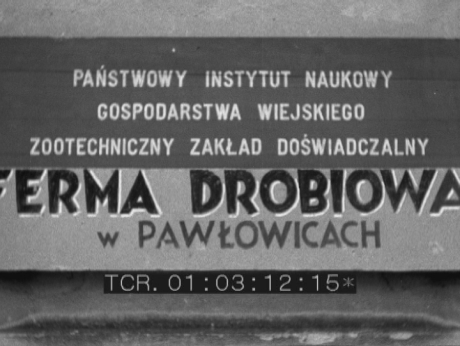 PAŃSTWOWY INSTYTUT NAUKOWY
GOSPODARSTWA WIEJSKIEGO
ZOOTECHNICZNY ZAKŁAD DOŚWIADCZALNY
FERMA DROBIOWA
w PAWŁOWICACH
TCR. 01:03:12:15*